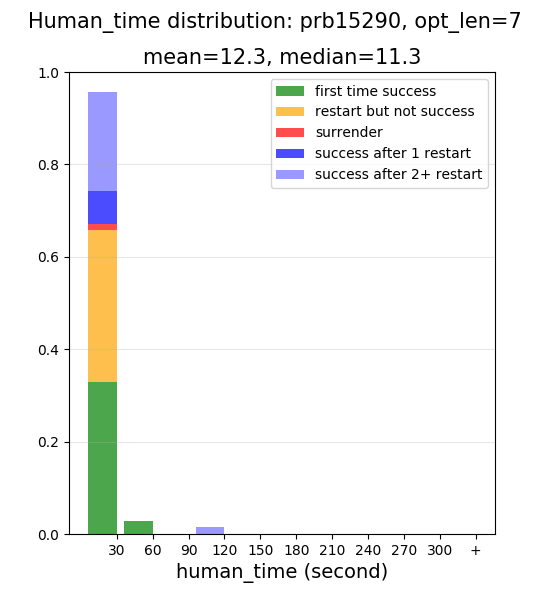 Human_time distribution: prb15290, opt_len=7
mean=12.3, median=11.3
1.0
0.8
0.6
0.4
0.2
0.0
first time success
restart but not success
surrender
success after 1 restart
success after 2+ restart
30 60 90 120 150 180 210 240 270 300 +
human_time (second)